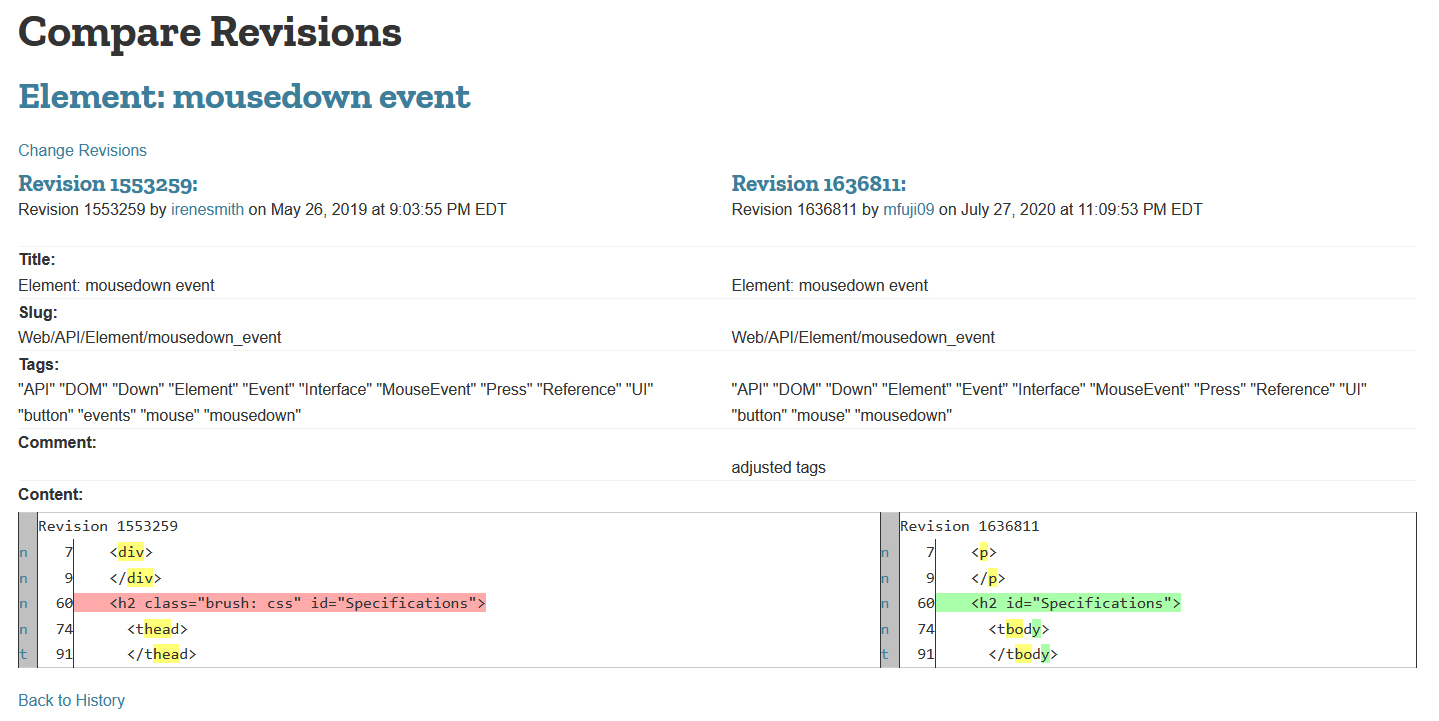 Compare Revisions
Element: mousedown event
Change Revisions
Revision 1553259:
Revision 1553259 by irenesmith on May 26, 2019 at 9:03:55 PM EDT
Revision 1636811:
Revision 1636811 by mfuji09 on July 27, 2020 at 11:09:53 PM EDT
Title:
Element: mousedown event
Element: mousedown event
Slug:
Web/API/Element/mousedown_event
Web/API/Element/mousedown_event
Tags:
"API" "DOM" "Down" "Element" "Event" "Interface" "MouseEvent" "Press" "Reference" "UI"
"button" "events" "mouse" "mousedown"
"API" "DOM" "Down" "Element" "Event" "Interface" "MouseEvent" "Press" "Reference" "UI"
"button" "mouse" "mousedown"
Comment:
adjusted tags
Content:
Revision 1553259
n 7 <div>
n 9 </div>
n 60 <h2 class="brush: css" id="Specifications">
n 74 <thead>
t 91 </thead>
Revision 1636811
n 7 <p>
n 9 </p>
n 60 <h2 id="Specifications">
n 74 <tbody>
t 91 </tbody>
Back to History